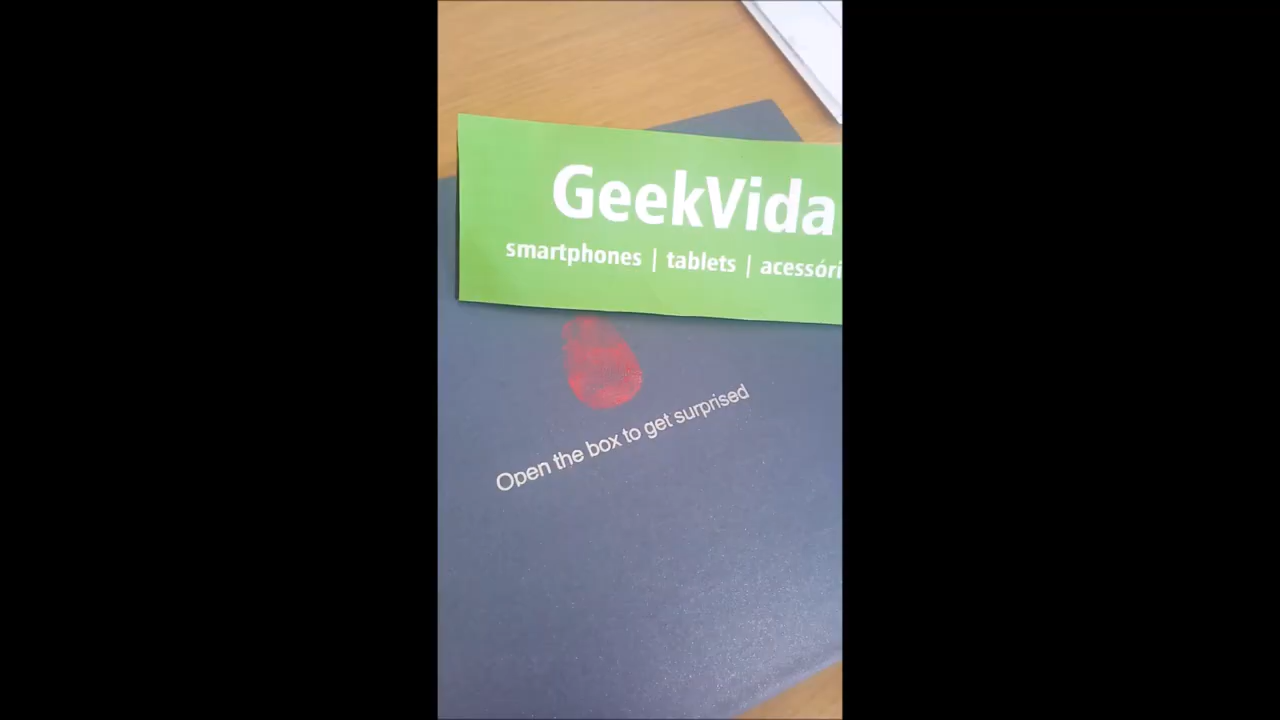 GeekVida
smartphones | tablets |
Open the box to get surprised